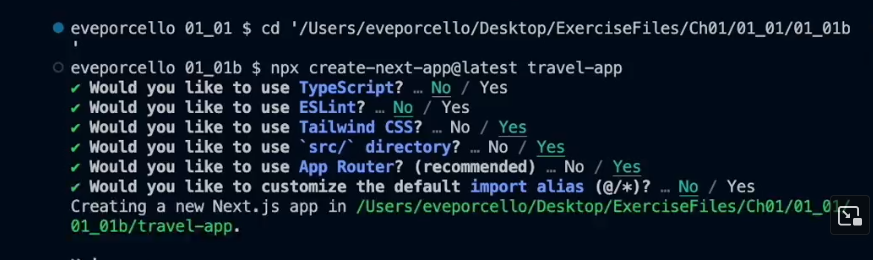 eveporcello 01_01 $ cd '/Users/eveporcello/Desktop/ExerciseFiles/Ch01/01_01/01_01b
'
eveporcello 01_01b $ npx create-next-app@latest travel-app
✔ Would you like to use TypeScript? … No / Yes
✔ Would you like to use ESLint? … No / Yes
✔ Would you like to use Tailwind CSS? … No / Yes
✔ Would you like to use `src/` directory? … No / Yes
✔ Would you like to use App Router? (recommended) … No / Yes
✔ Would you like to customize the default import alias (@/*)? … No / Yes
Creating a new Next.js app in /Users/eveporcello/Desktop/ExerciseFiles/Ch01/01_01/
01_01b/travel-app.